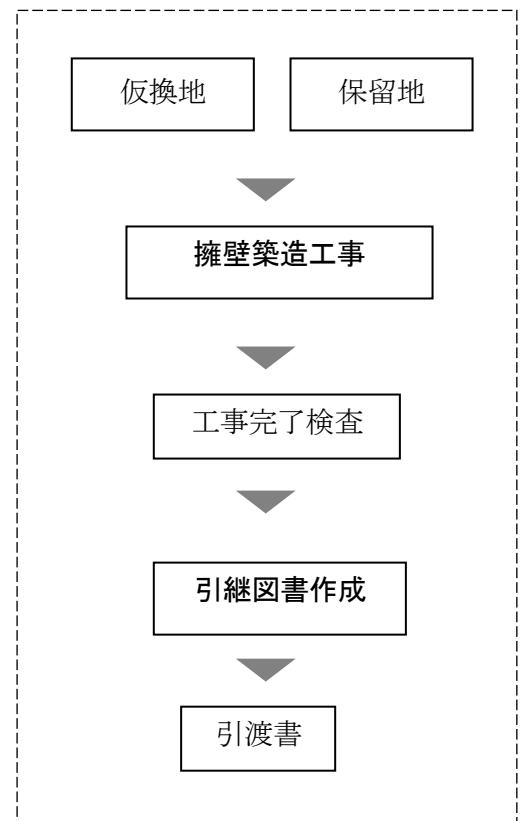 仮換地
保留地
擁壁築造工事
工事完了検査
引継図書作成
引渡書